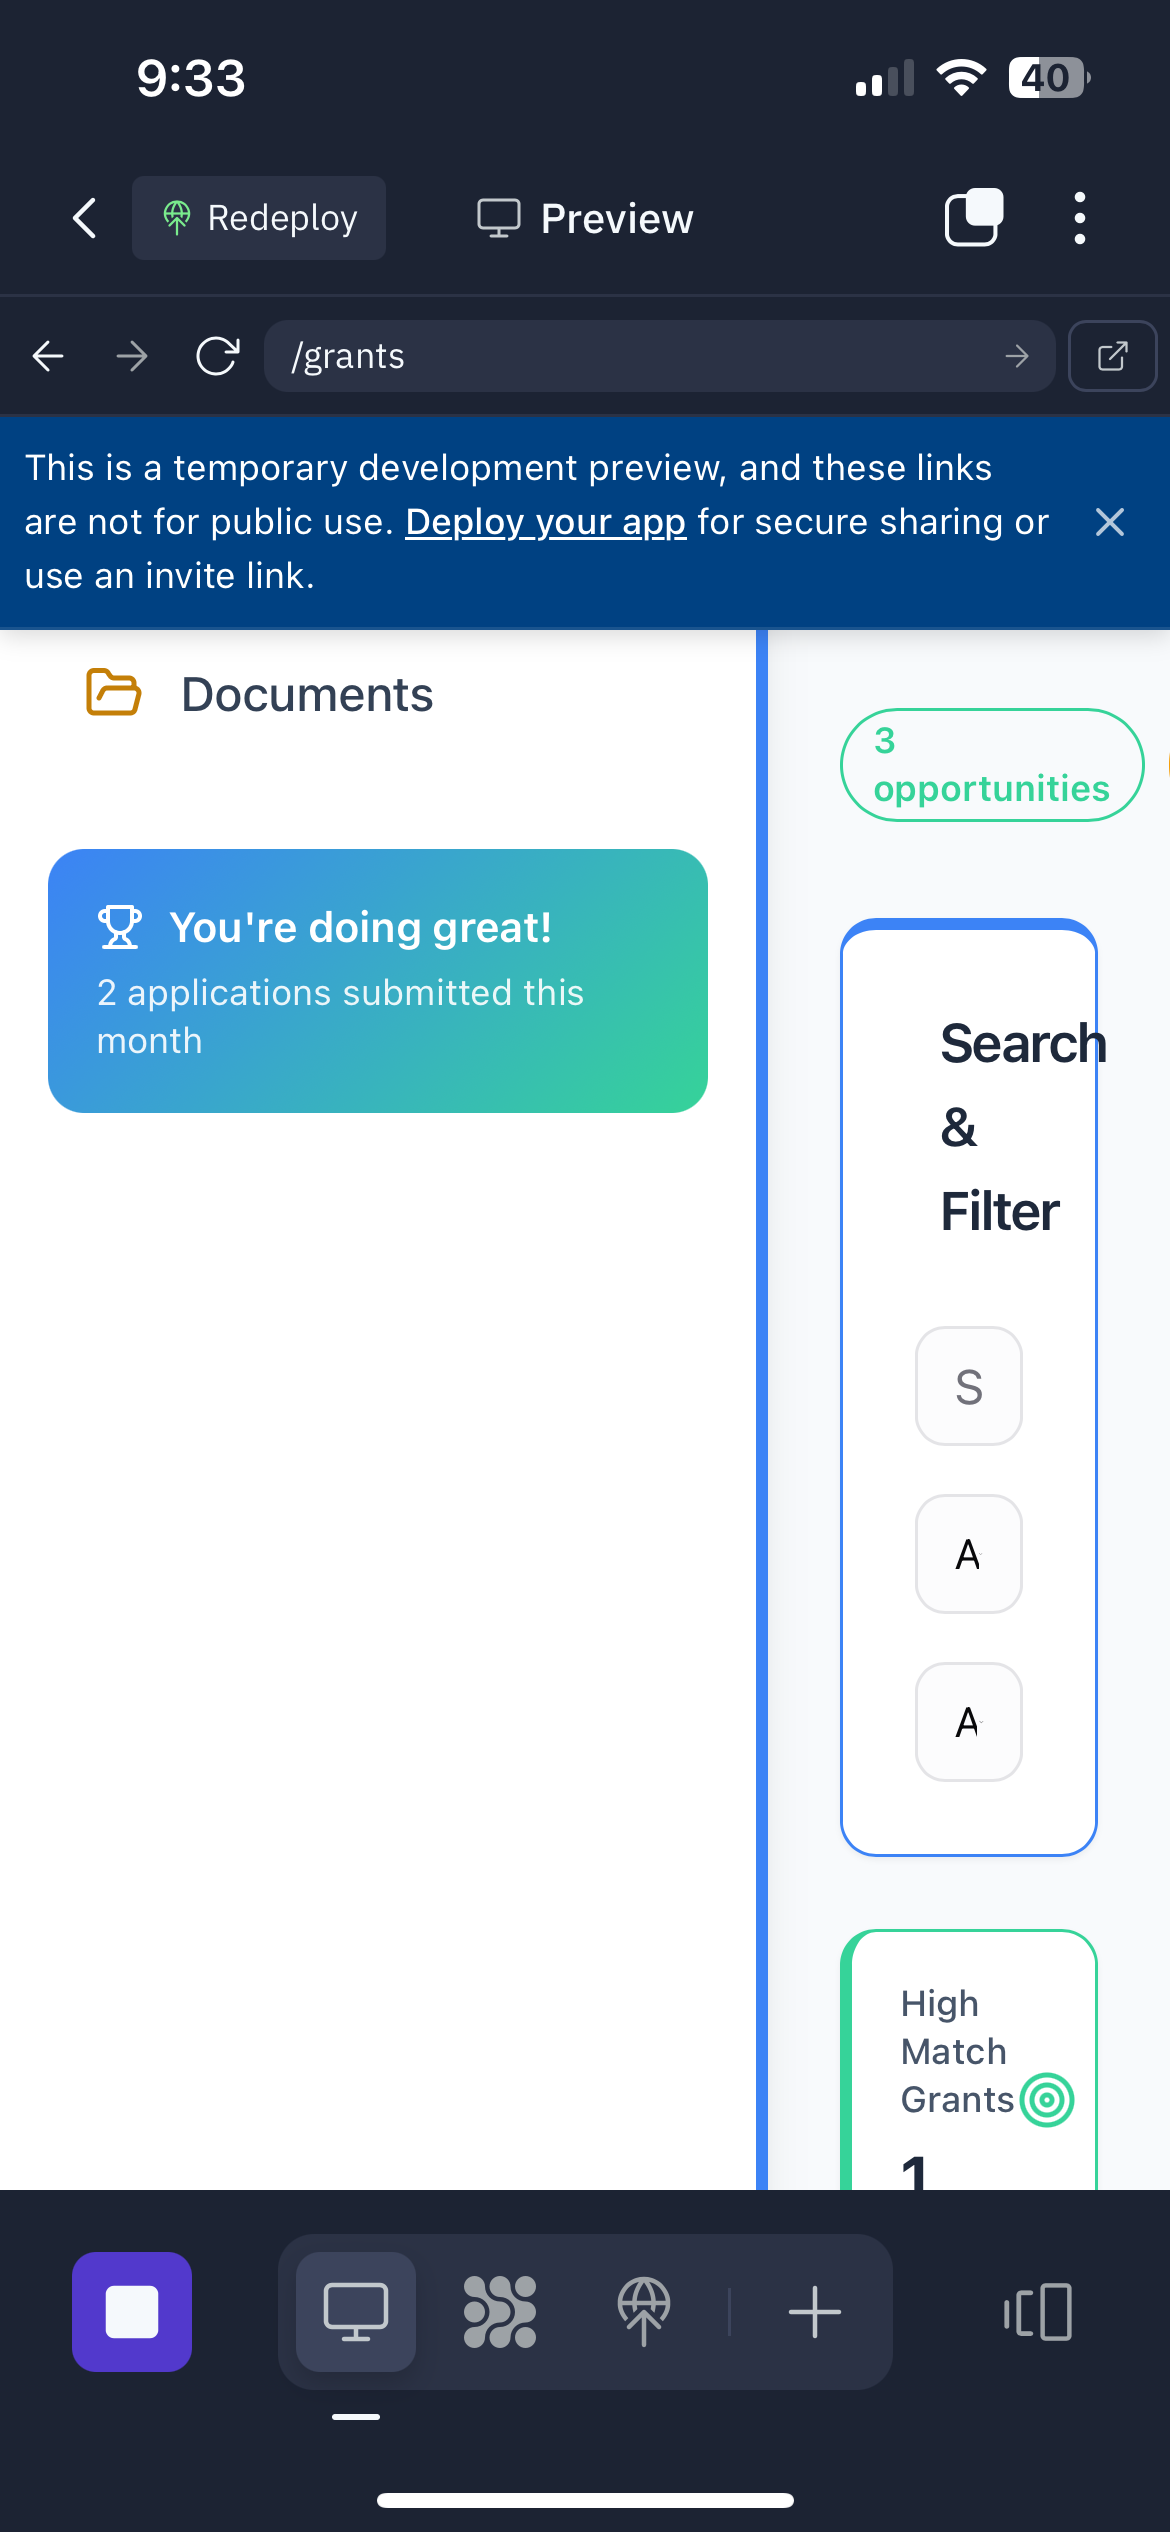 9:33
40
Redeploy
Preview
/grants
This is a temporary development preview, and these links
are not for public use. Deploy your app for secure sharing or
use an invite link.
Documents
You're doing great!
2 applications submitted this
month
3
opportunities
Search
&
Filter
S
A
A
High
Match
Grants
1